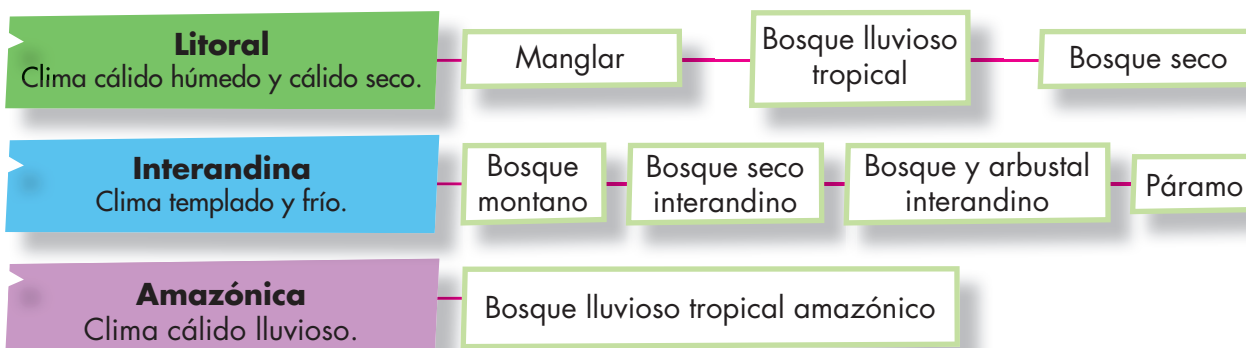 Litoral
Clima cálido húmedo y cálido seco.
Manglar
Bosque lluvioso
tropical
Bosque seco
Interandina
Clima templado y frío.
Bosque
montano
Bosque seco
interandino
Bosque y arbustal
interandino
Páramo
Amazónica
Clima cálido lluvioso.
Bosque lluvioso tropical amazónico